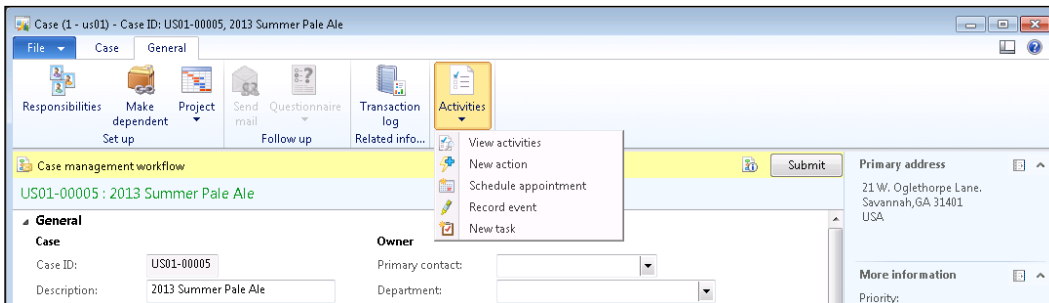 Case (1 - us01) - Case ID: US01-00005, 2013 Summer Pale Ale
File Case General
Responsibilities Make dependent Project Send mail Questionnaire Transaction log Activities
Set up Follow up Related info...
View activities
New action
Schedule appointment
Record event
New task
Case management workflow Submit
US01-00005 : 2013 Summer Pale Ale
General
Case Owner
Case ID: US01-00005 Primary contact:
Description: 2013 Summer Pale Ale Department:
Primary address
21 W. Oglethorpe Lane.
Savannah,GA 31401
USA
More information
Priority: